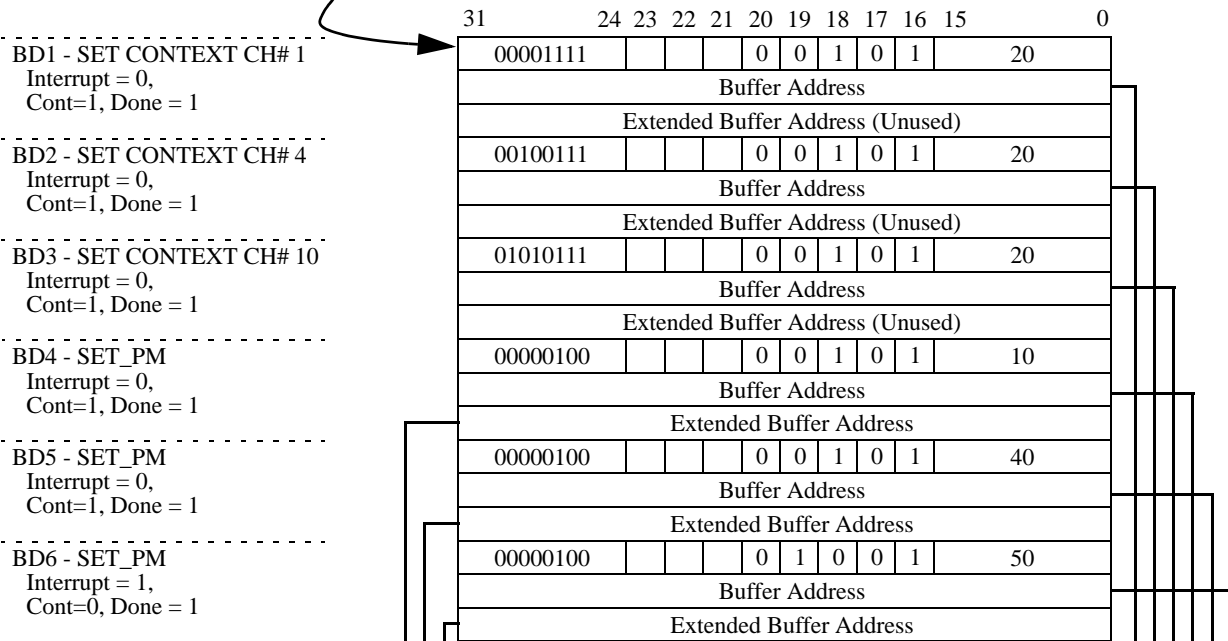 31 24 23 22 21 20 19 18 17 16 15 0
BD1 - SET CONTEXT CH# 1
Interrupt = 0,
Cont=1, Done = 1
00001111 0 0 1 0 1 20
Buffer Address
Extended Buffer Address (Unused)
BD2 - SET CONTEXT CH# 4
Interrupt = 0,
Cont=1, Done = 1
00100111 0 0 1 0 1 20
Buffer Address
Extended Buffer Address (Unused)
BD3 - SET CONTEXT CH# 10
Interrupt = 0,
Cont=1, Done = 1
01010111 0 0 1 0 1 20
Buffer Address
Extended Buffer Address (Unused)
BD4 - SET_PM
Interrupt = 0,
Cont=1, Done = 1
00000100 0 0 1 0 1 10
Buffer Address
Extended Buffer Address
BD5 - SET_PM
Interrupt = 0,
Cont=1, Done = 1
00000100 0 0 1 0 1 40
Buffer Address
Extended Buffer Address
BD6 - SET_PM
Interrupt = 1,
Cont=0, Done = 1
00000100 0 1 0 0 1 50
Buffer Address
Extended Buffer Address